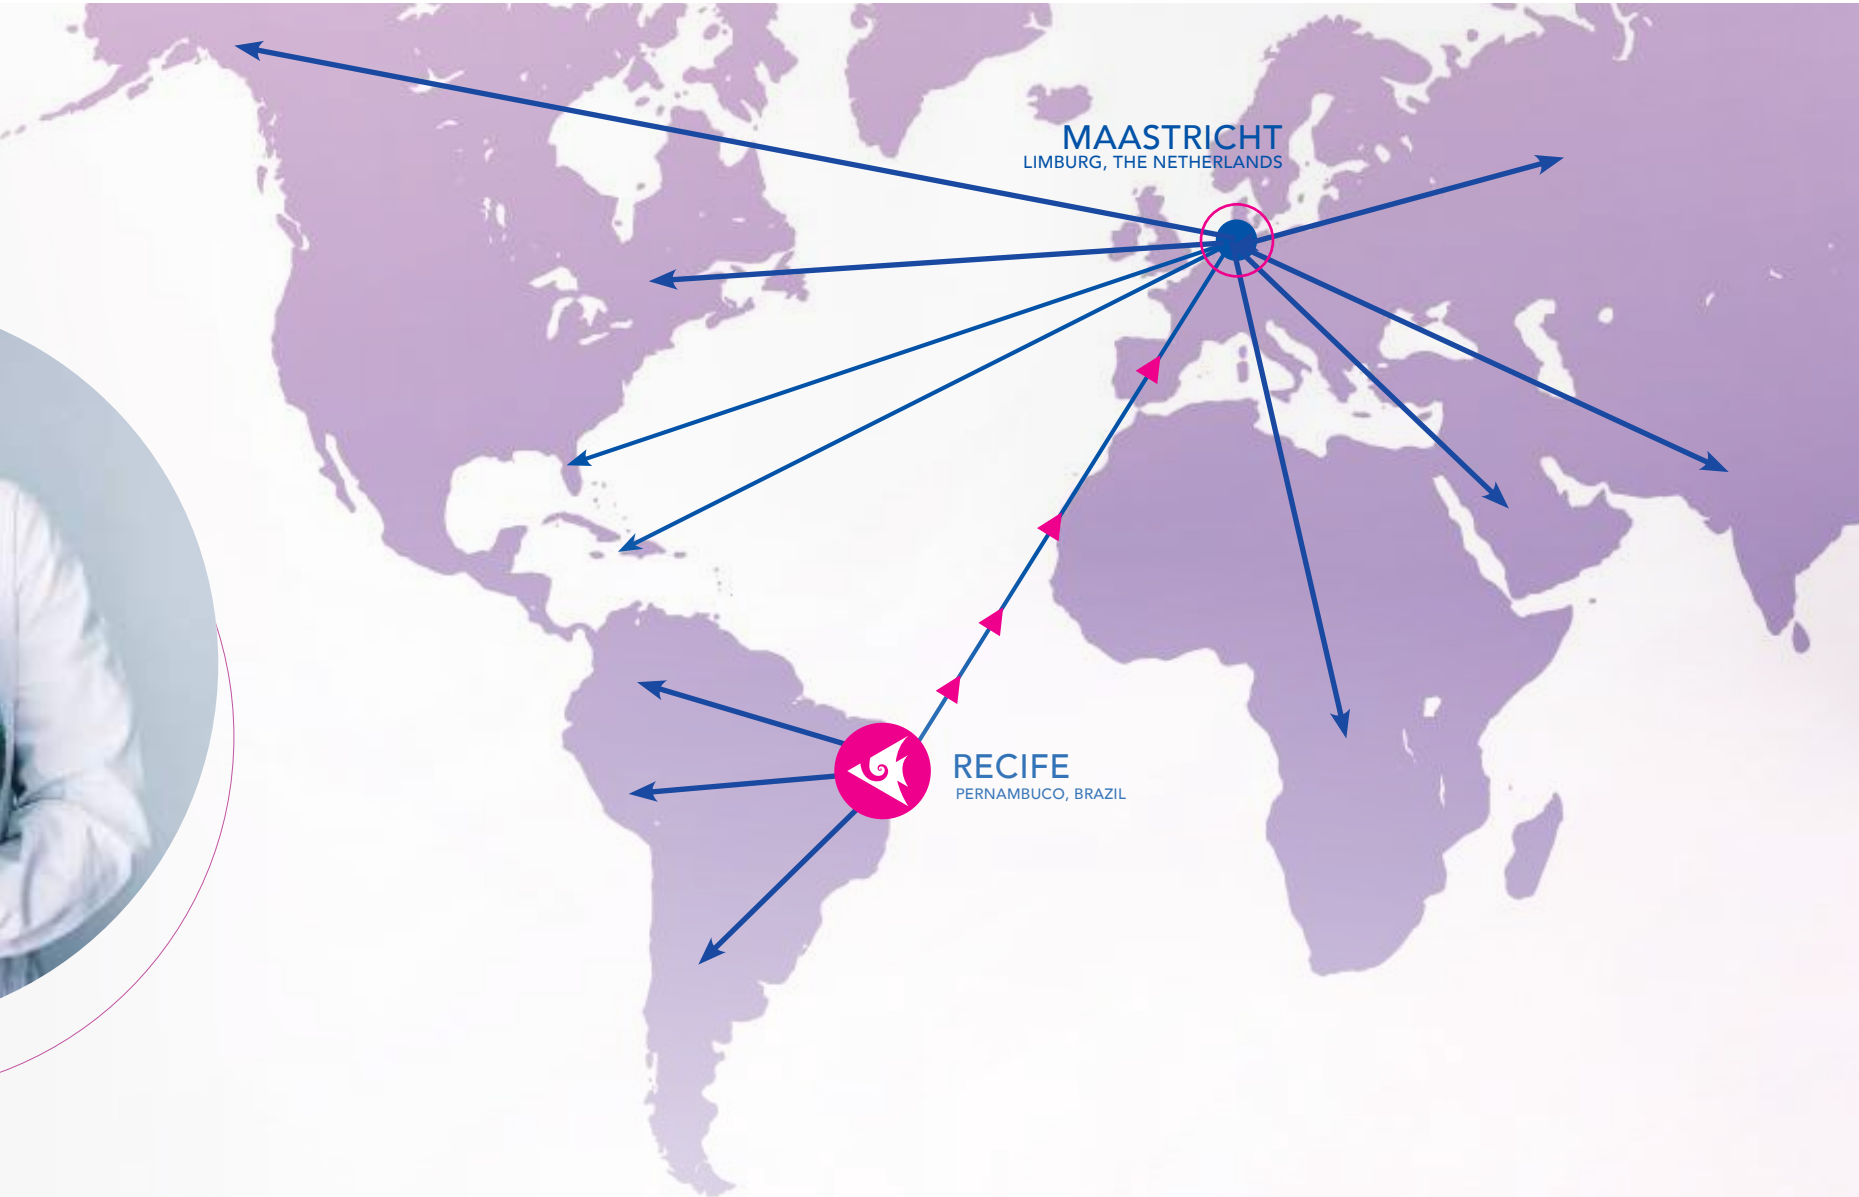 MAASTRICHT
LIMBURG, THE NETHERLANDS
RECIFE
PERNAMBUCO, BRAZIL